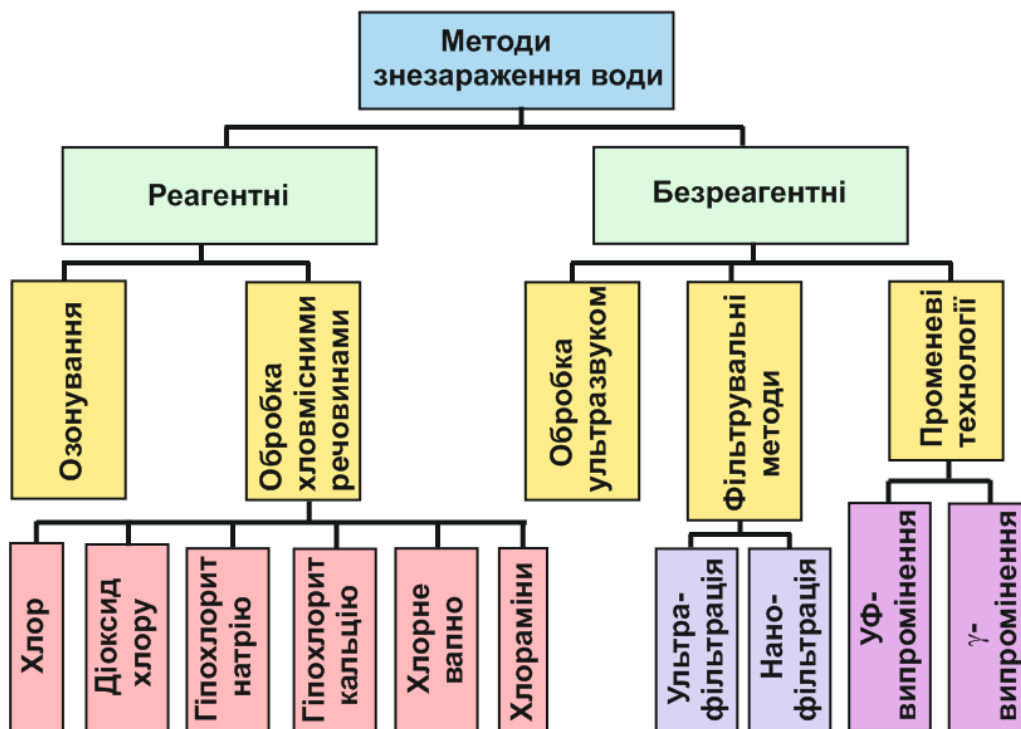 Методи
знезараження води
Реагентні
Безреагентні
Озонування
Обробка
хловмісними
речовинами
Обробка
ультразвуком
Фільтрувальні
методи
Променеві
технології
Хлор
Діоксид
хлору
Гіпохлорит
натрію
Гіпохлорит
кальцію
Хлорне
вапно
Хлораміни
Ультра-
фільтрація
Нано-
фільтрація
УФ-
випромінення
γ-
випромінення